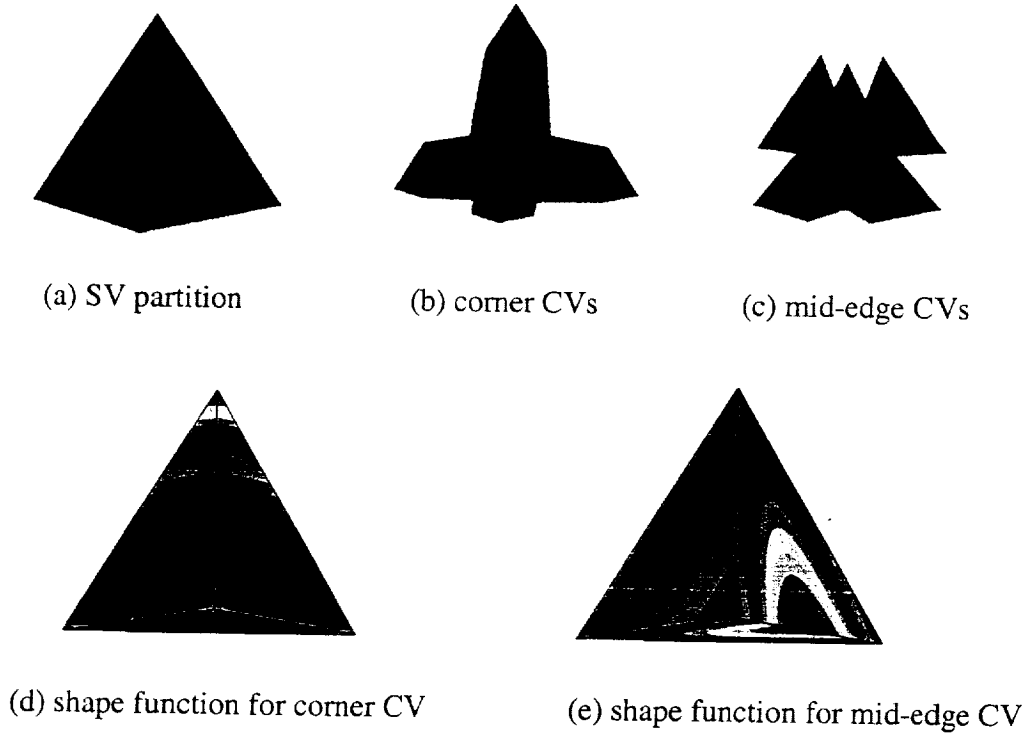 (a) SV partition
(b) corner CVs
(c) mid-edge CVs
(d) shape function for corner CV
(e) shape function for mid-edge CV